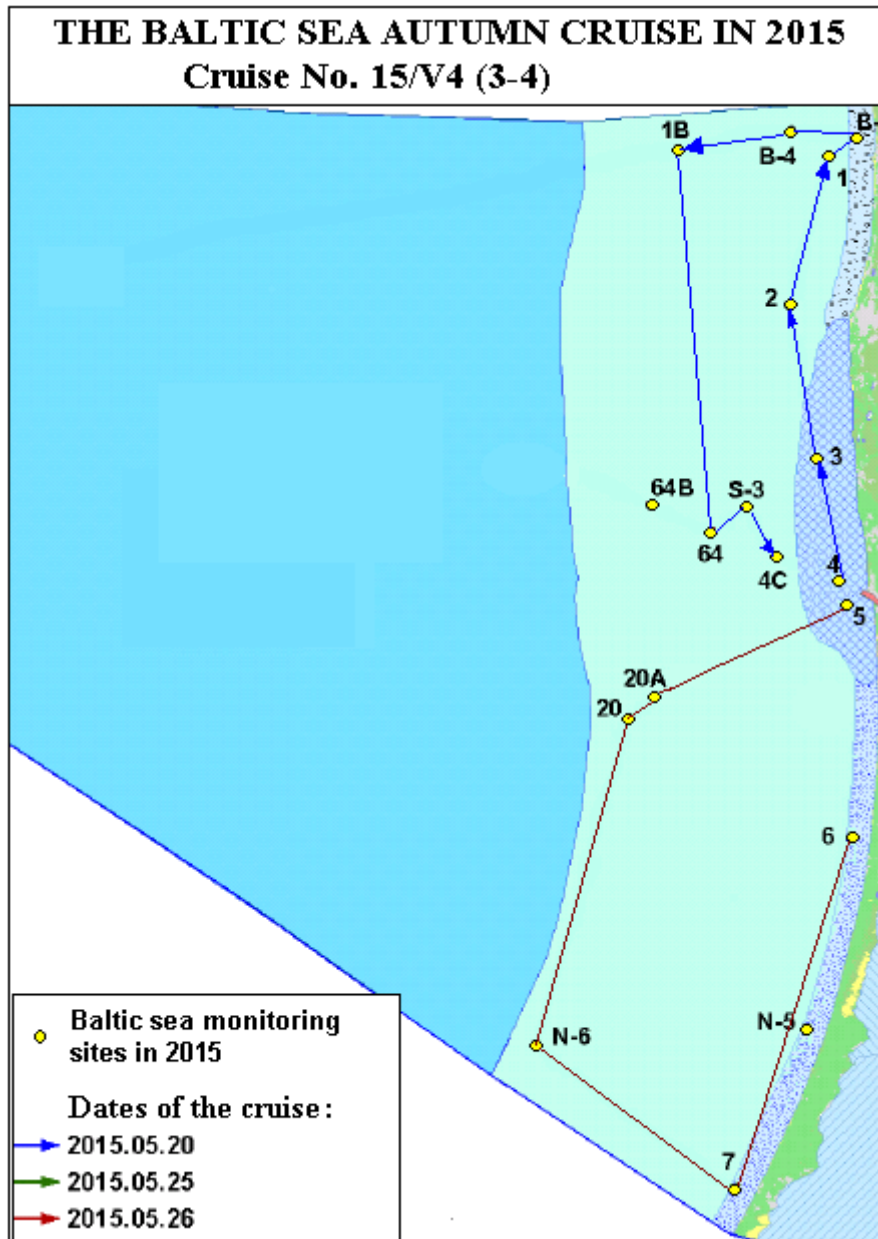 THE BALTIC SEA AUTUMN CRUISE IN 2015
Cruise No. 15/V4 (3-4)
1B
B-4
B-
1
2
3
64B
S-3
64
4C
4
5
20A
20
6
N-5
N-6
7
Baltic sea monitoring
sites in 2015
Dates of the cruise:
2015.05.20
2015.05.25
2015.05.26